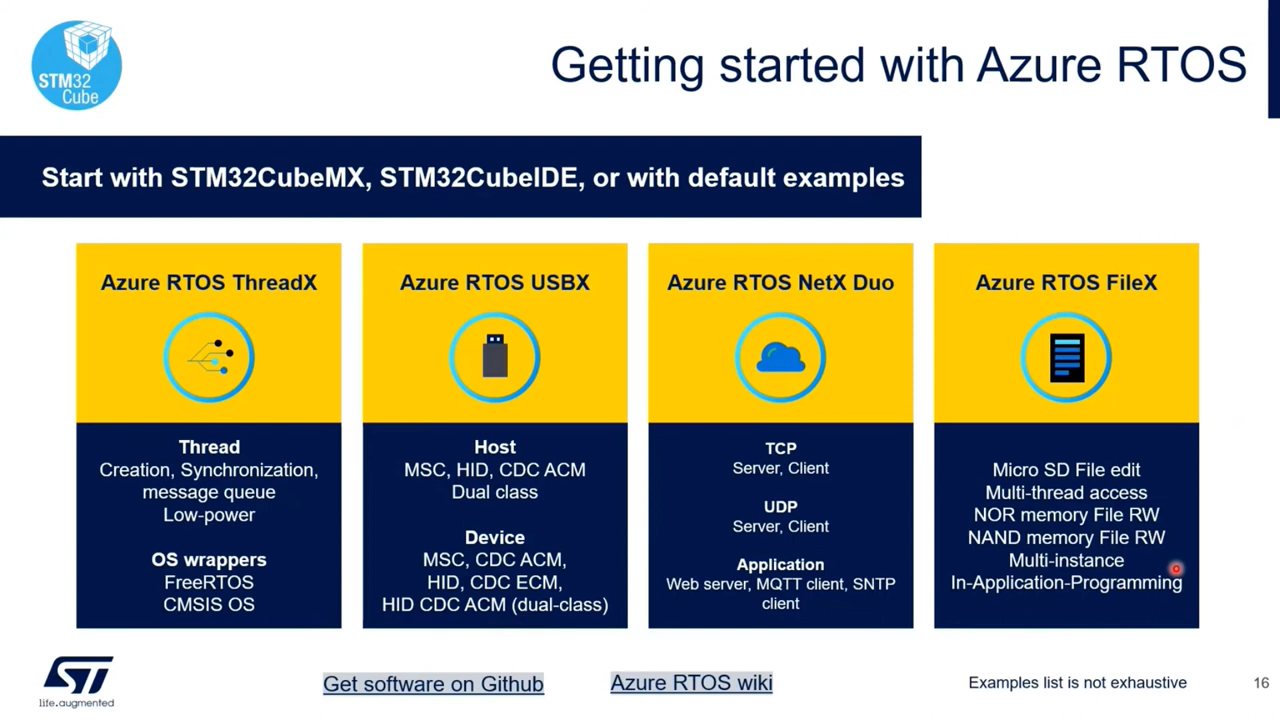 STM32
Cube
Getting started with Azure RTOS
Start with STM32CubeMX, STM32CubeIDE, or with default examples
Azure RTOS ThreadX
Thread
Creation, Synchronization,
message queue
Low-power
OS wrappers
FreeRTOS
CMSIS OS
Azure RTOS USBX
Host
MSC, HID, CDC ACM
Dual class
Device
MSC, CDC ACM,
HID, CDC ECM,
HID CDC ACM (dual-class)
Azure RTOS NetX Duo
TCP
Server, Client
UDP
Server, Client
Application
Web server, MQTT client, SNTP
client
Azure RTOS FileX
Micro SD File edit
Multi-thread access
NOR memory File RW
NAND memory File RW
Multi-instance
In-Application-Programming
ST
life.augmented
Get software on Github
Azure RTOS wiki
Examples list is not exhaustive
16